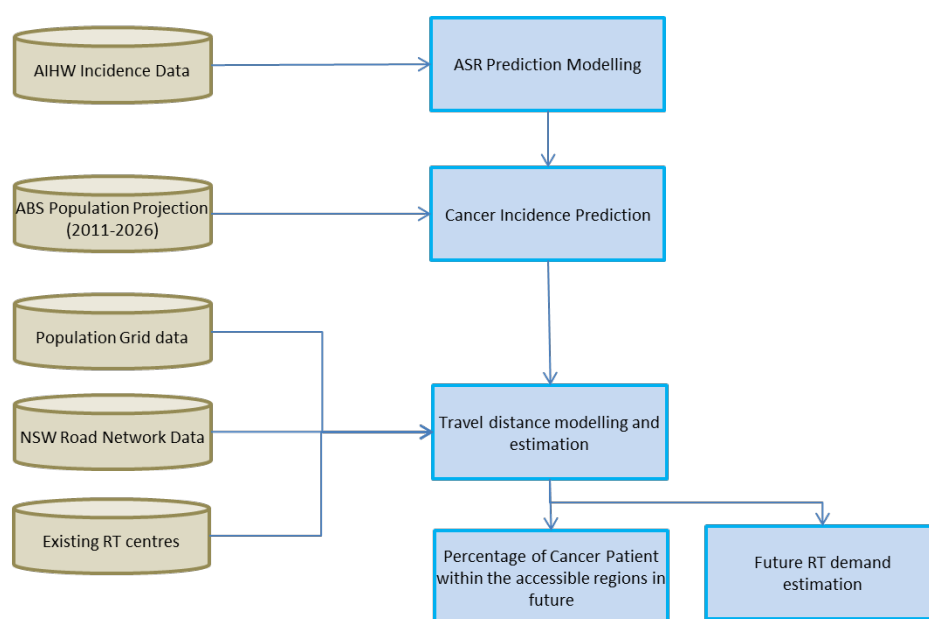 AIHW Incidence Data
ASR Prediction Modelling
ABS Population Projection
(2011-2026)
Cancer Incidence Prediction
Population Grid data
NSW Road Network Data
Travel distance modelling and
estimation
Existing RT centres
Percentage of Cancer Patient
within the accessible regions in
future
Future RT demand
estimation